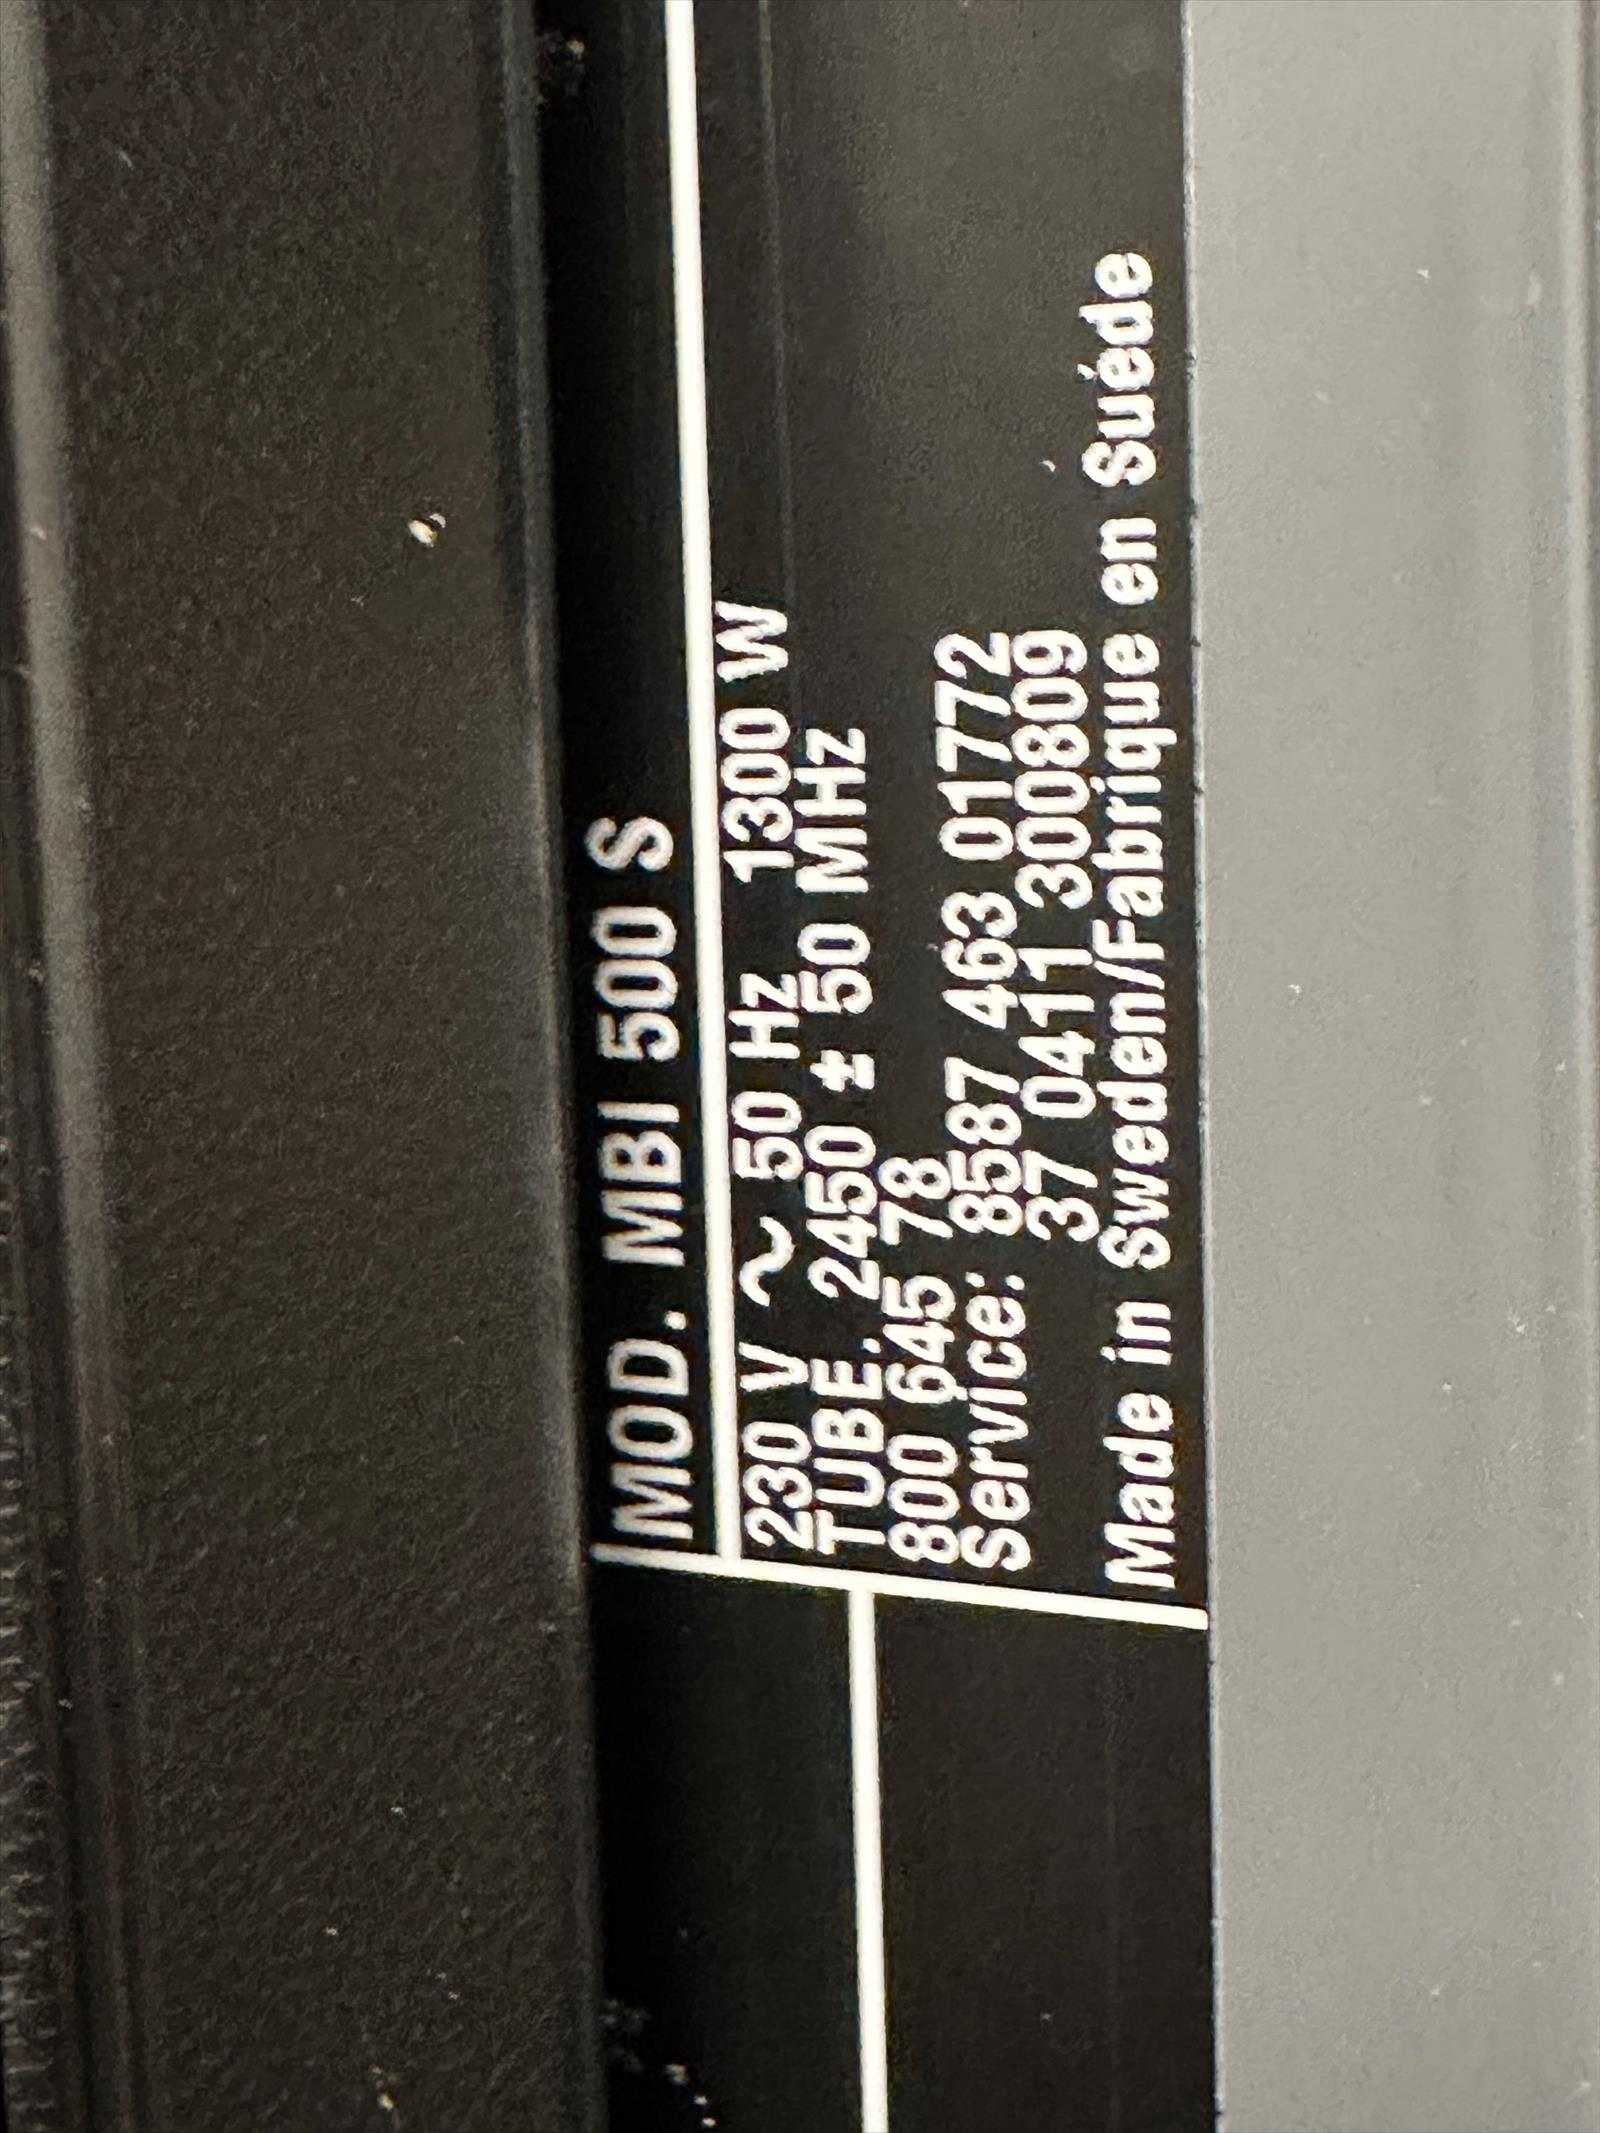 MOD. MBI 500 S
230 V ~ 50 Hz 1300 W
TUBE. 2450 ± 50 MHz
800 645 78
Service: 8587 463 01772
37 0411 300809
Made in Sweden/Fabrique en Suéde